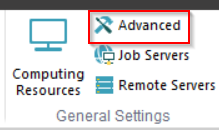 Advanced
Job Servers
Computing
Resources
Remote Servers
General Settings